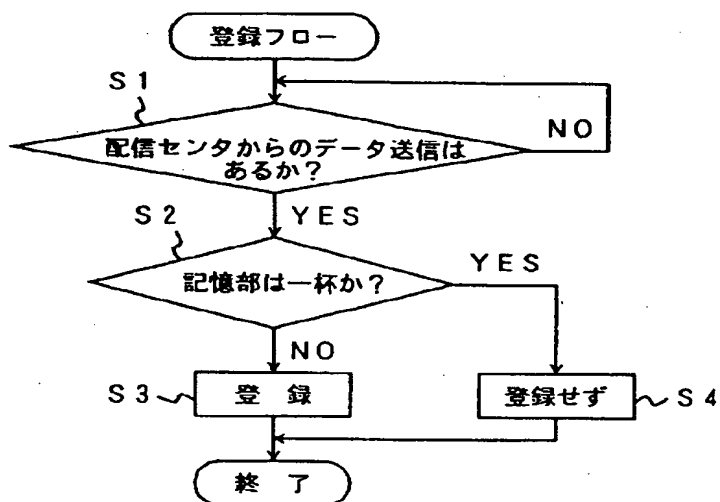 登録フロー
S1
配信センタからのデータ送信は
あるか?
NO
YES
S2
記憶部は一杯か?
YES
NO
S3
登 録
登録せず
S4
終 了